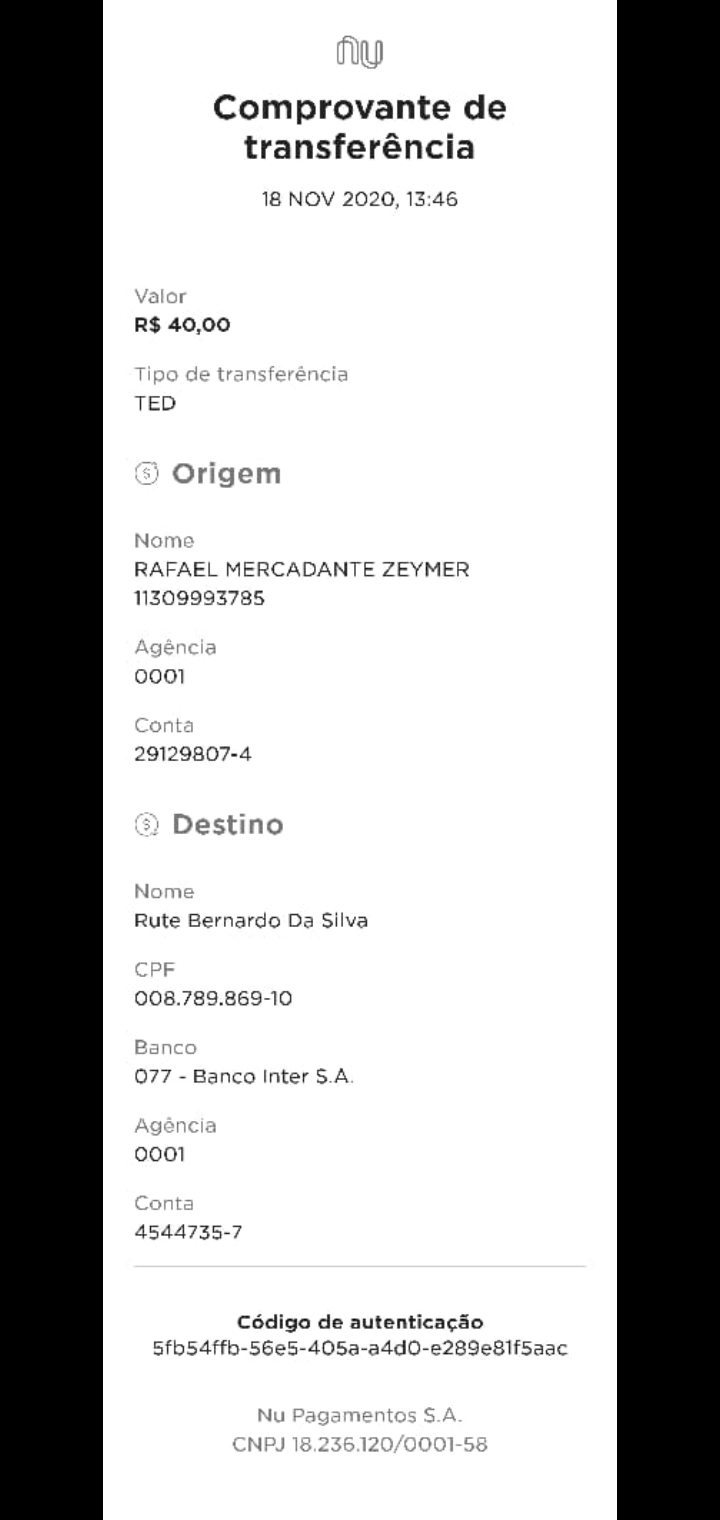 nu
Comprovante de
transferência
18 NOV 2020, 13:46
Valor
R$ 40,00
Tipo de transferência
TED
Origem
Nome
RAFAEL MERCADANTE ZEYMER
11309993785
Agência
0001
Conta
29129807-4
Destino
Nome
Rute Bernardo Da Silva
CPF
008.789.869-10
Banco
077 - Banco Inter S.A.
Agência
0001
Conta
4544735-7
Código de autenticação
5fb54ffb-56e5-405a-a4d0-e289e81f5aac
Nu Pagamentos S.A.
CNPJ 18.236.120/0001-58